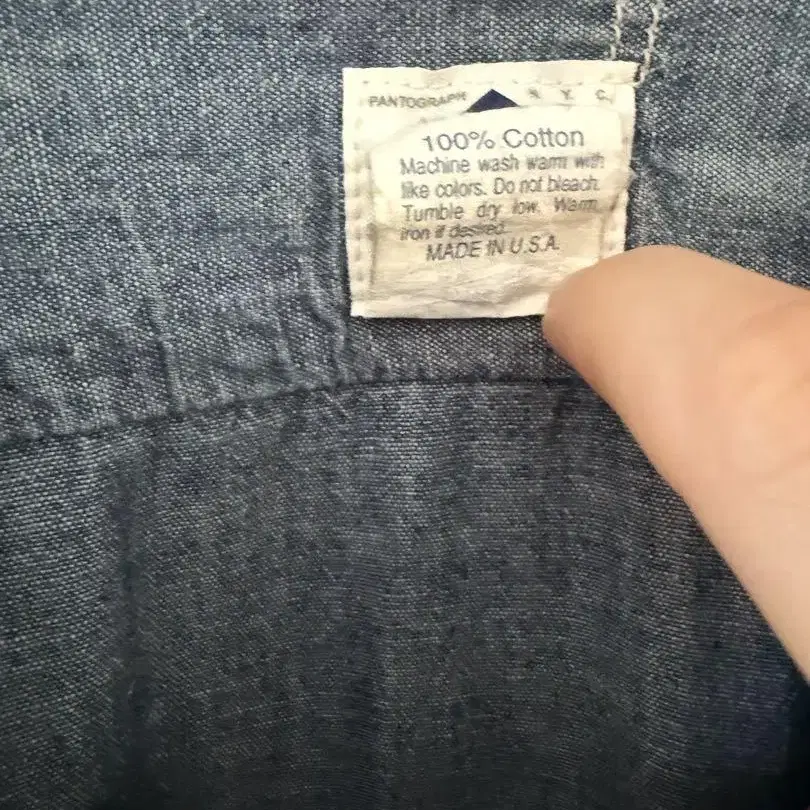 PANTOGRAPH N. Y. C.
100% Cotton
Machine wash warm with
like colors. Do not bleach.
Tumble dry low. Warm
iron if desired.
MADE IN U.S.A.